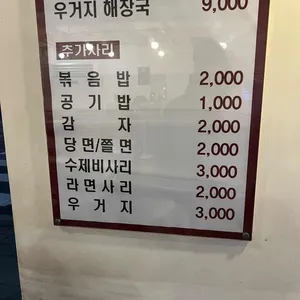 우거지 해장국 9,000
추가사리
볶음밥 2,000
공기밥 1,000
감자 2,000
당면/쫄면 2,000
수제비사리 3,000
라면사리 2,000
우거지 3,000